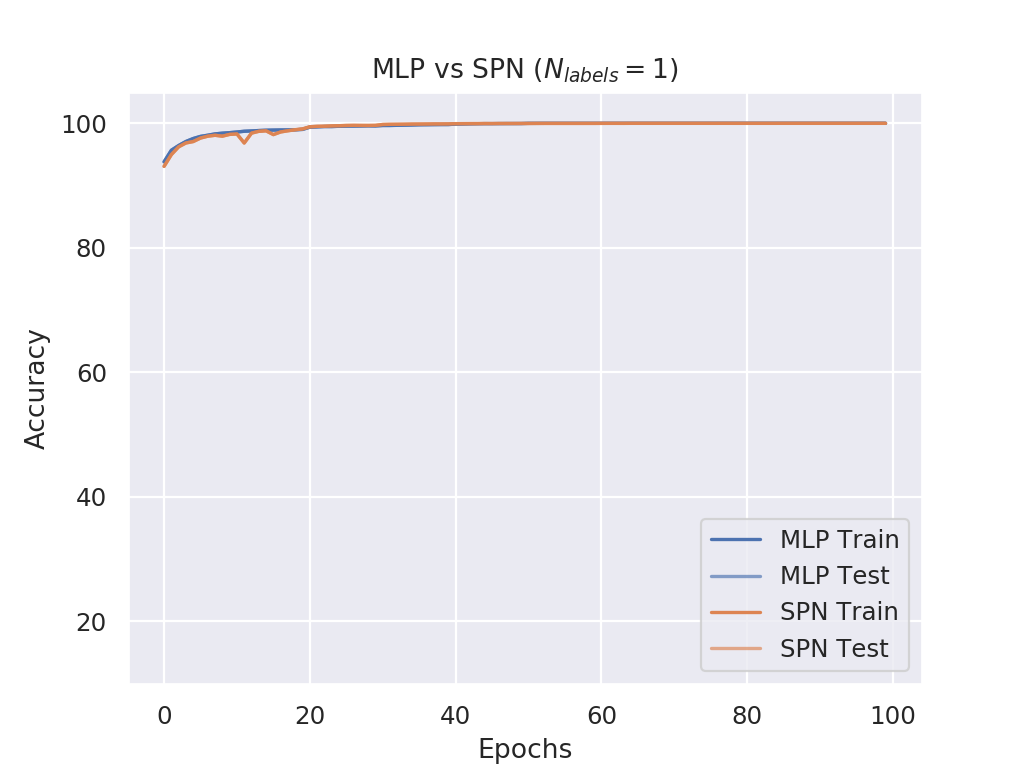 MLP vs SPN (N_labels = 1)
100
80
60
40
20
Accuracy
MLP Train
MLP Test
SPN Train
SPN Test
0 20 40 60 80 100
Epochs